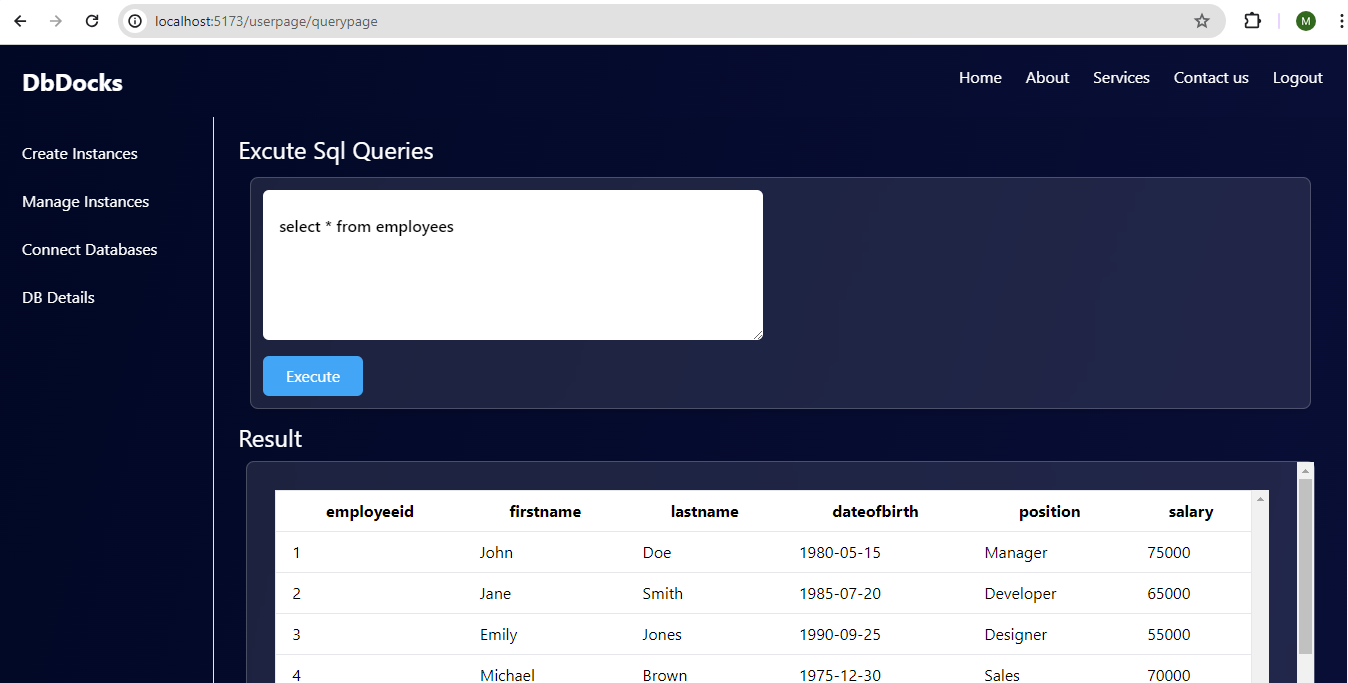 localhost:5173/userpage/querypage
M
DbDocks
Home About Services Contact us Logout
Create Instances
Manage Instances
Connect Databases
DB Details
Excute Sql Queries
select * from employees
Execute
Result
employeeid firstname lastname dateofbirth position salary
1 John Doe 1980-05-15 Manager 75000
2 Jane Smith 1985-07-20 Developer 65000
3 Emily Jones 1990-09-25 Designer 55000
4 Michael Brown 1975-12-30 Sales 70000